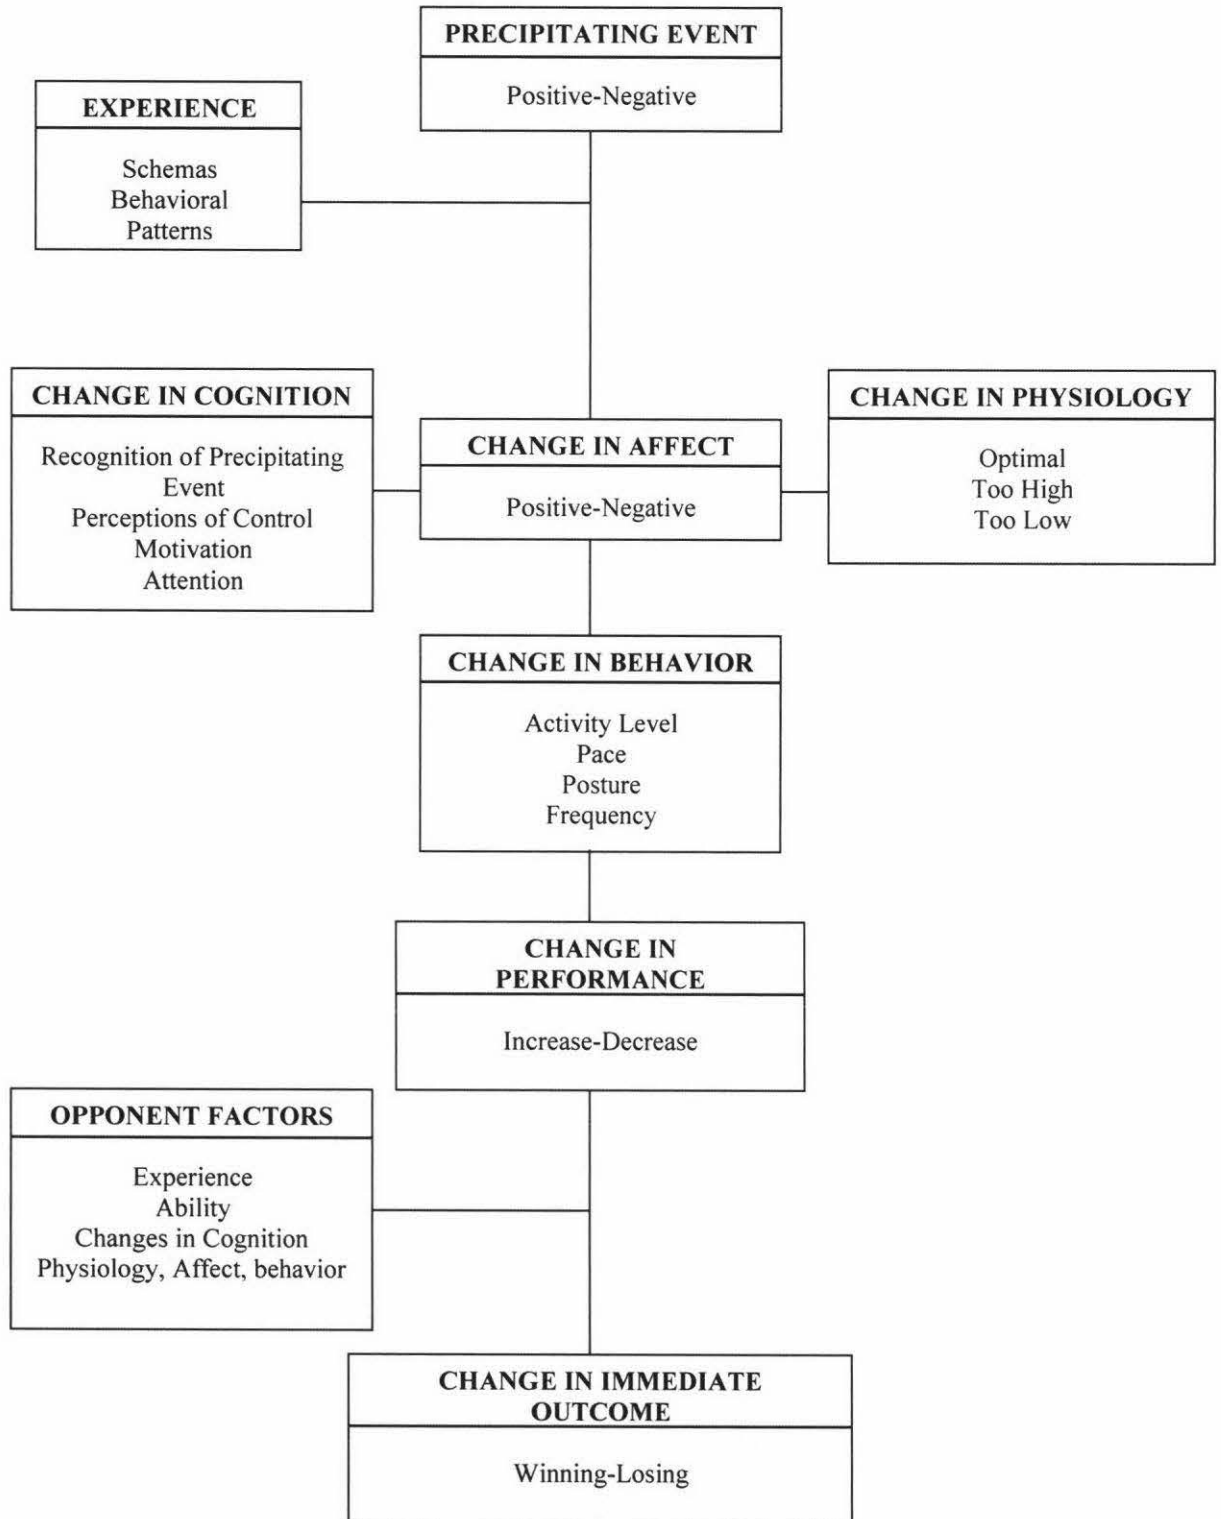 PRECIPITATING EVENT
Positive-Negative
EXPERIENCE
Schemas
Behavioral
Patterns
CHANGE IN COGNITION
Recognition of Precipitating
Event
Perceptions of Control
Motivation
Attention
CHANGE IN AFFECT
Positive-Negative
CHANGE IN PHYSIOLOGY
Optimal
Too High
Too Low
CHANGE IN BEHAVIOR
Activity Level
Pace
Posture
Frequency
CHANGE IN
PERFORMANCE
Increase-Decrease
OPPONENT FACTORS
Experience
Ability
Changes in Cognition
Physiology, Affect, behavior
CHANGE IN IMMEDIATE
OUTCOME
Winning-Losing